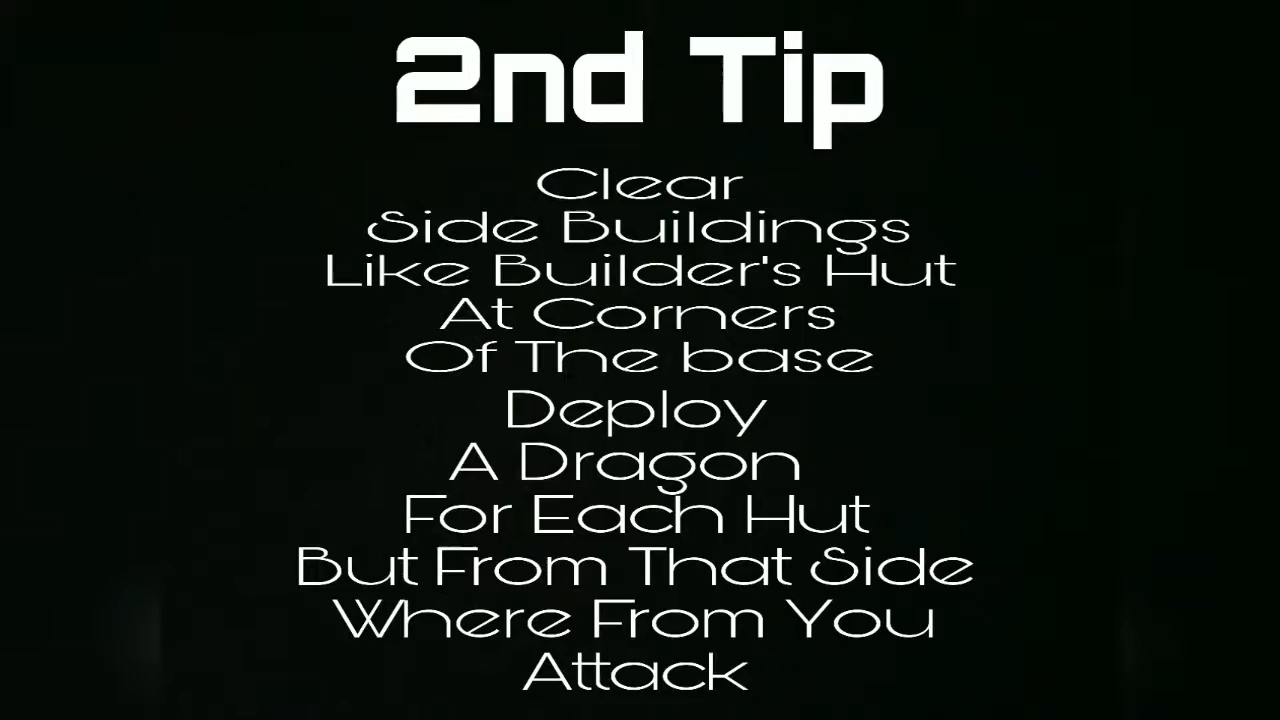 2nd Tip
Clear
Side Buildings
Like Builder's Hut
At Corners
Of The base
Deploy
A Dragon
For Each Hut
But From That Side
Where From You
Attack